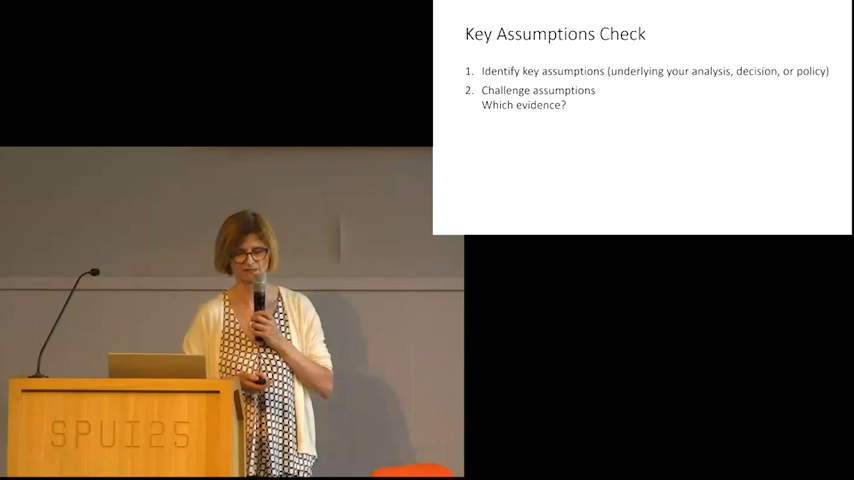 Key Assumptions Check
1. Identify key assumptions (underlying your analysis, decision, or policy)
2. Challenge assumptions
Which evidence?
SPUI25